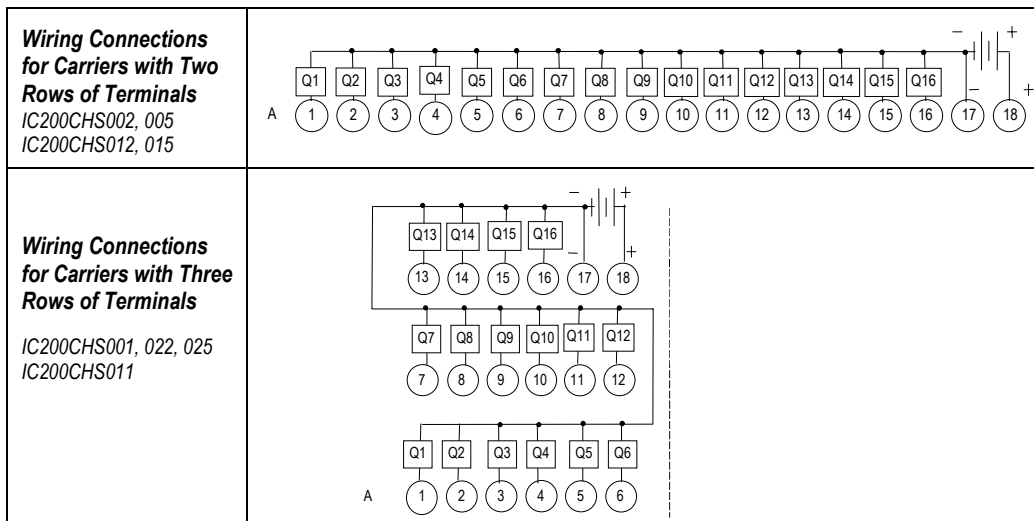 Wiring Connections
for Carriers with Two
Rows of Terminals
IC200CHS002, 005
IC200CHS012, 015
− +
Q1 Q2 Q3 Q4 Q5 Q6 Q7 Q8 Q9 Q10 Q11 Q12 Q13 Q14 Q15 Q16
− +
A 1 2 3 4 5 6 7 8 9 10 11 12 13 14 15 16 17 18
Wiring Connections
for Carriers with Three
Rows of Terminals
IC200CHS001, 022, 025
IC200CHS011
− +
Q13 Q14 Q15 Q16
− +
13 14 15 16 17 18
Q7 Q8 Q9 Q10 Q11 Q12
7 8 9 10 11 12
Q1 Q2 Q3 Q4 Q5 Q6
A 1 2 3 4 5 6